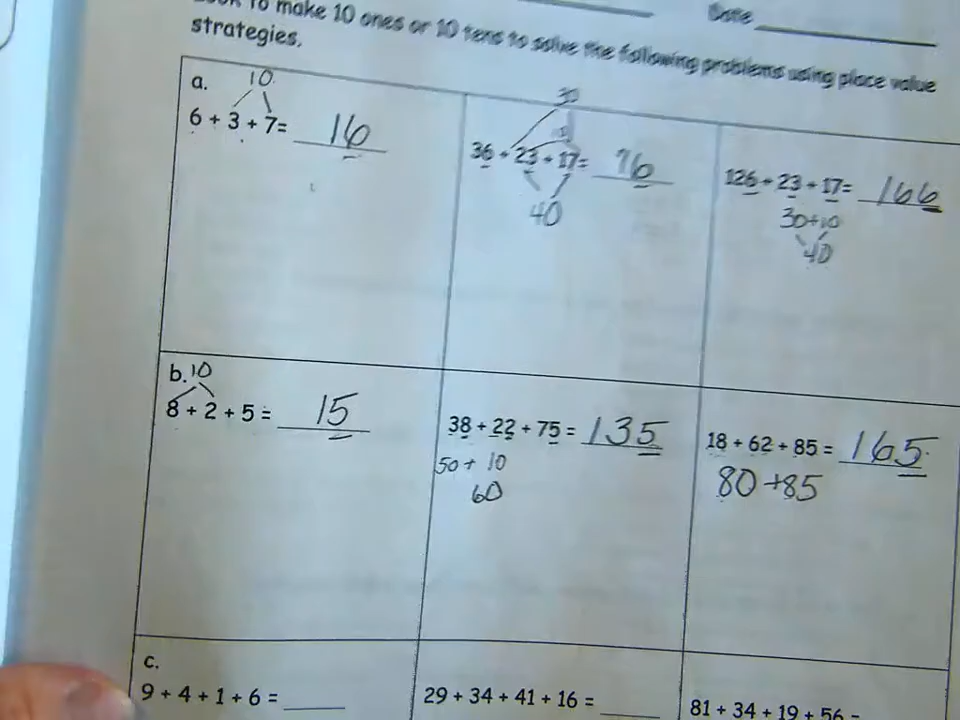 Date
to make 10 ones or 10 tens to solve the following problems using place value
strategies.
a.
10
6 + 3 + 7 = 16
30
36 + 23 + 17 = 76
40
126 + 23 + 17 = 166
30+10
40
b. 10
8 + 2 + 5 = 15
38 + 22 + 75 = 135
50 + 10
60
18 + 62 + 85 = 165
80 + 85
c.
9 + 4 + 1 + 6 =
29 + 34 + 41 + 16 =
81 + 34 + 19 + 56 =